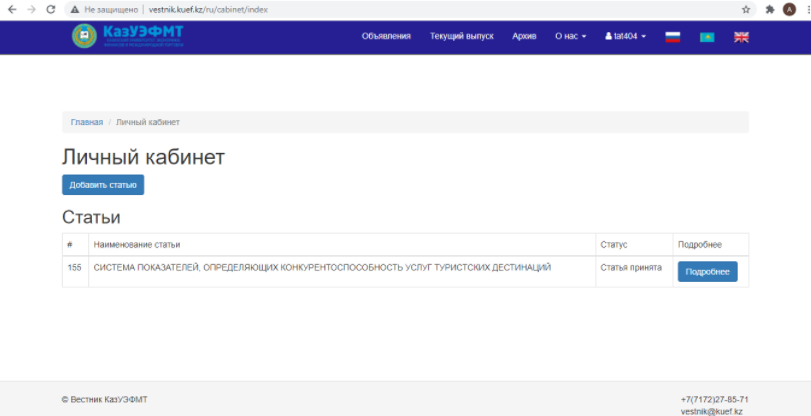 Не защищено | vestnik.kuef.kz/ru/cabinet/index
A
КазУЭФМТ
Объявления Текущий выпуск Архив О нас tat404
Главная / Личный кабинет
Личный кабинет
Добавить статью
Статьи
# Наименование статьи Статус Подробнее
155 СИСТЕМА ПОКАЗАТЕЛЕЙ, ОПРЕДЕЛЯЮЩИХ КОНКУРЕНТОСПОСОБНОСТЬ УСЛУГ ТУРИСТСКИХ ДЕСТИНАЦИЙ Статья принята Подробнее
© Вестник КазУЭФМТ +7(7172)27-85-71
vestnik@kuef.kz